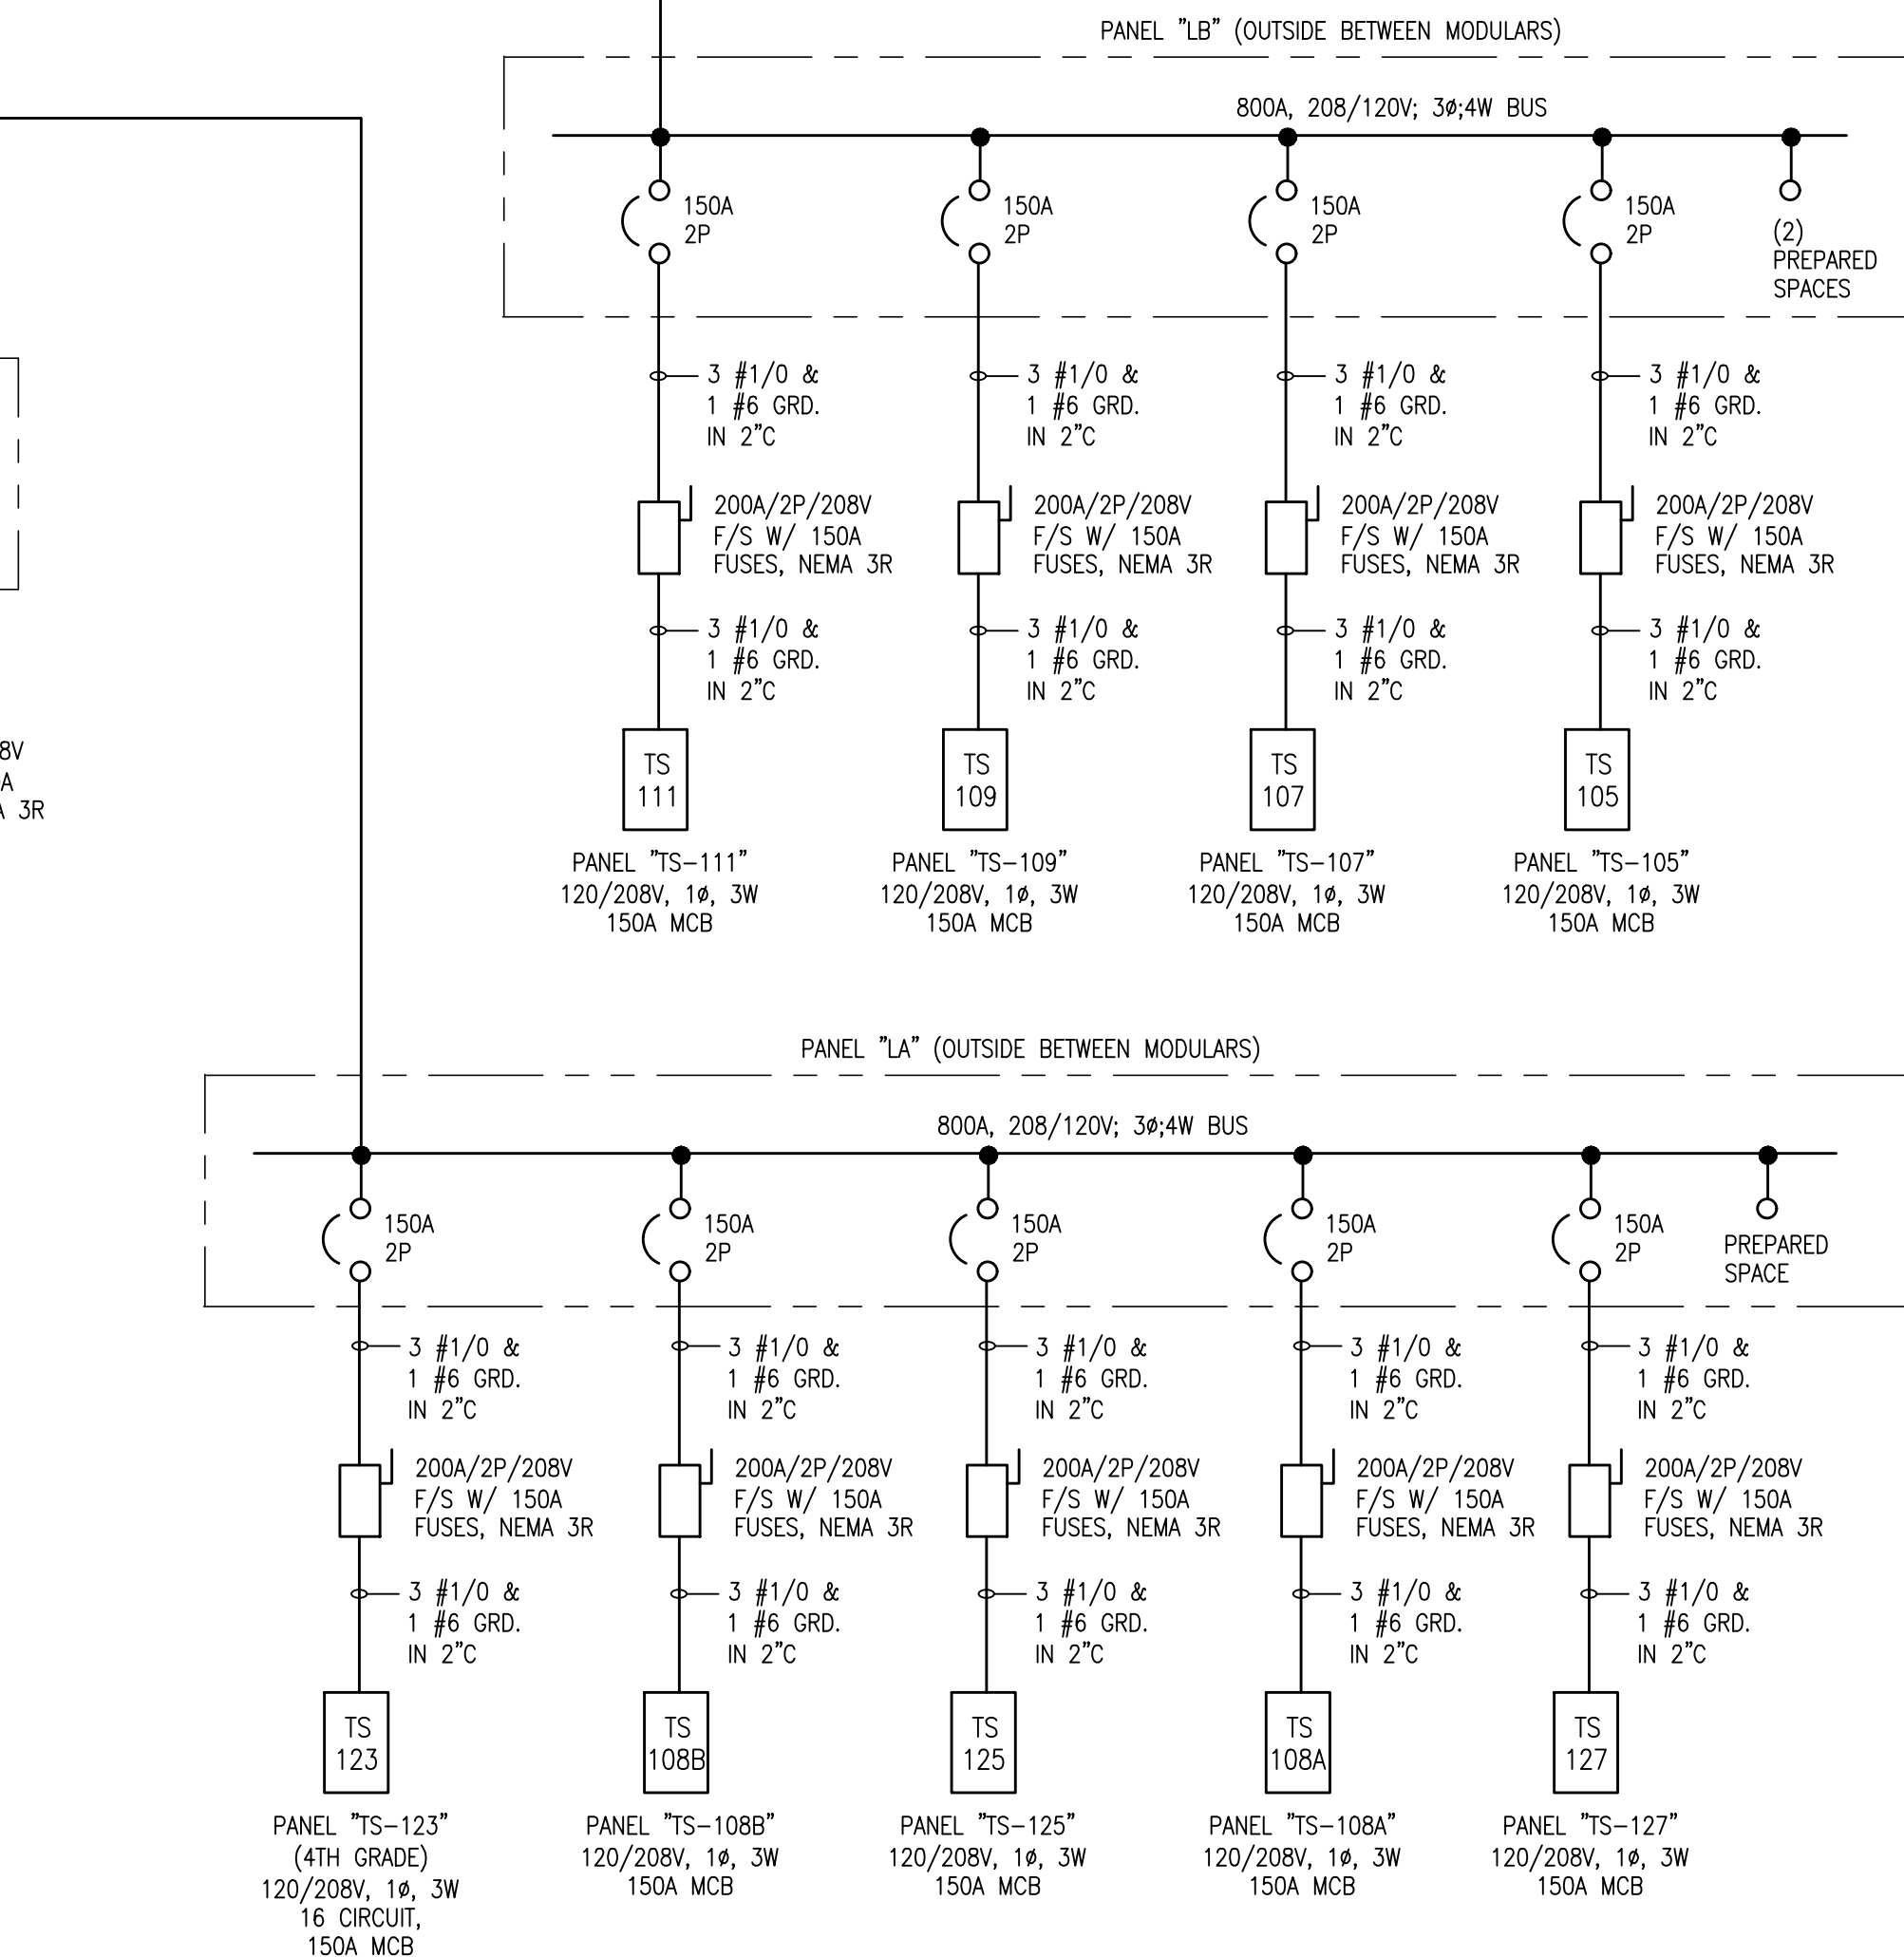 PANEL "LB" (OUTSIDE BETWEEN MODULARS)
800A, 208/120V; 3ø;4W BUS
150A
2P
150A
2P
150A
2P
150A
2P
(2)
PREPARED
SPACES
3 #1/0 &
1 #6 GRD.
IN 2"C
3 #1/0 &
1 #6 GRD.
IN 2"C
3 #1/0 &
1 #6 GRD.
IN 2"C
3 #1/0 &
1 #6 GRD.
IN 2"C
200A/2P/208V
F/S W/ 150A
FUSES, NEMA 3R
200A/2P/208V
F/S W/ 150A
FUSES, NEMA 3R
200A/2P/208V
F/S W/ 150A
FUSES, NEMA 3R
200A/2P/208V
F/S W/ 150A
FUSES, NEMA 3R
3 #1/0 &
1 #6 GRD.
IN 2"C
3 #1/0 &
1 #6 GRD.
IN 2"C
3 #1/0 &
1 #6 GRD.
IN 2"C
3 #1/0 &
1 #6 GRD.
IN 2"C
8V
A
3R
TS
111
TS
109
TS
107
TS
105
PANEL "TS-111"
120/208V, 1ø, 3W
150A MCB
PANEL "TS-109"
120/208V, 1ø, 3W
150A MCB
PANEL "TS-107"
120/208V, 1ø, 3W
150A MCB
PANEL "TS-105"
120/208V, 1ø, 3W
150A MCB
PANEL "LA" (OUTSIDE BETWEEN MODULARS)
800A, 208/120V; 3ø;4W BUS
150A
2P
150A
2P
150A
2P
150A
2P
150A
2P
PREPARED
SPACE
3 #1/0 &
1 #6 GRD.
IN 2"C
3 #1/0 &
1 #6 GRD.
IN 2"C
3 #1/0 &
1 #6 GRD.
IN 2"C
3 #1/0 &
1 #6 GRD.
IN 2"C
3 #1/0 &
1 #6 GRD.
IN 2"C
200A/2P/208V
F/S W/ 150A
FUSES, NEMA 3R
200A/2P/208V
F/S W/ 150A
FUSES, NEMA 3R
200A/2P/208V
F/S W/ 150A
FUSES, NEMA 3R
200A/2P/208V
F/S W/ 150A
FUSES, NEMA 3R
200A/2P/208V
F/S W/ 150A
FUSES, NEMA 3R
3 #1/0 &
1 #6 GRD.
IN 2"C
3 #1/0 &
1 #6 GRD.
IN 2"C
3 #1/0 &
1 #6 GRD.
IN 2"C
3 #1/0 &
1 #6 GRD.
IN 2"C
3 #1/0 &
1 #6 GRD.
IN 2"C
TS
123
TS
108B
TS
125
TS
108A
TS
127
PANEL "TS-123"
(4TH GRADE)
120/208V, 1ø, 3W
16 CIRCUIT,
150A MCB
PANEL "TS-108B"
120/208V, 1ø, 3W
150A MCB
PANEL "TS-125"
120/208V, 1ø, 3W
150A MCB
PANEL "TS-108A"
120/208V, 1ø, 3W
150A MCB
PANEL "TS-127"
120/208V, 1ø, 3W
150A MCB